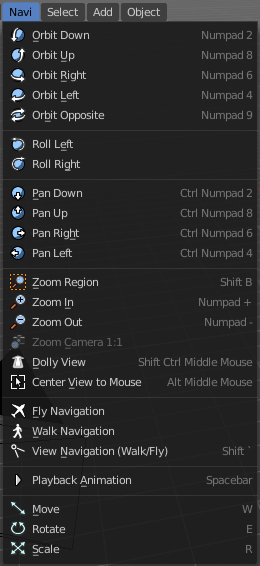 Navi Select Add Object
Orbit Down Numpad 2
Orbit Up Numpad 8
Orbit Right Numpad 6
Orbit Left Numpad 4
Orbit Opposite Numpad 9
Roll Left
Roll Right
Pan Down Ctrl Numpad 2
Pan Up Ctrl Numpad 8
Pan Right Ctrl Numpad 6
Pan Left Ctrl Numpad 4
Zoom Region Shift B
Zoom In Numpad +
Zoom Out Numpad -
Zoom Camera 1:1
Dolly View Shift Ctrl Middle Mouse
Center View to Mouse Alt Middle Mouse
Fly Navigation
Walk Navigation
View Navigation (Walk/Fly) Shift `
Playback Animation Spacebar
Move W
Rotate E
Scale R